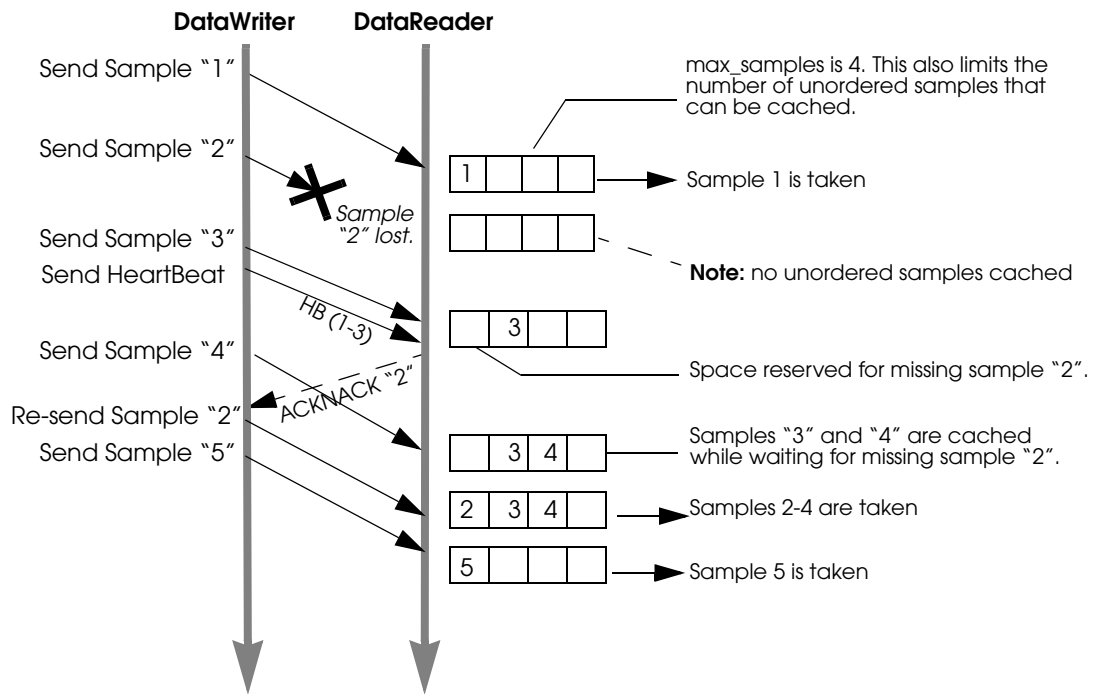 DataWriter DataReader
Send Sample “1”
max_samples is 4. This also limits the
number of unordered samples that
can be cached.
Send Sample “2”
1
Sample 1 is taken
Sample
“2” lost.
Send Sample “3”
Note: no unordered samples cached
Send HeartBeat
HB (1-3)
3
Send Sample “4”
Space reserved for missing sample “2”.
ACKNACK “2”
Re-send Sample “2”
Send Sample “5”
3 4
Samples “3” and “4” are cached
while waiting for missing sample “2”.
2 3 4
Samples 2-4 are taken
5
Sample 5 is taken